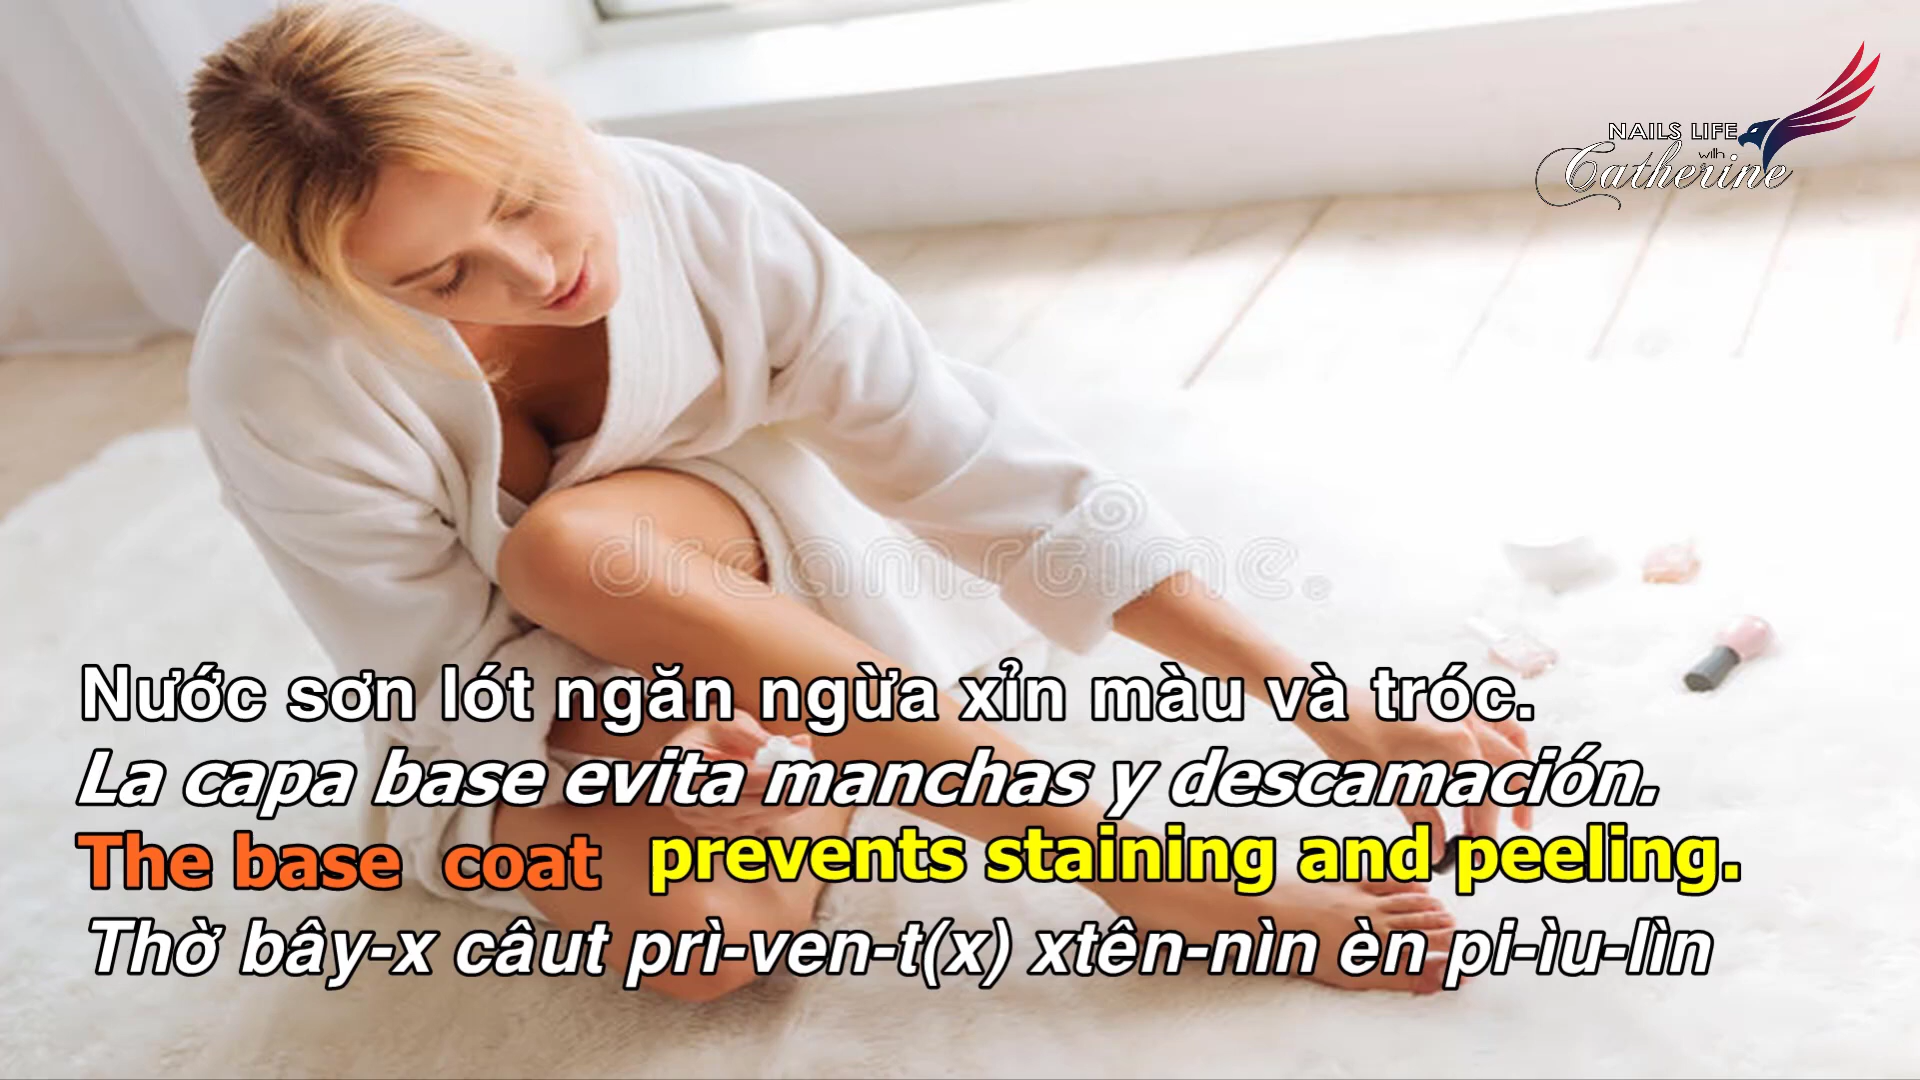 NAILS LIFE
with
Catherine
dreamstime.
Nước sơn lót ngăn ngừa xỉn màu và tróc.
La capa base evita manchas y descamación.
The base coat prevents staining and peeling.
Thờ bây-x câut prì-ven-t(x) xtên-nìn èn pi-ìu-lìn